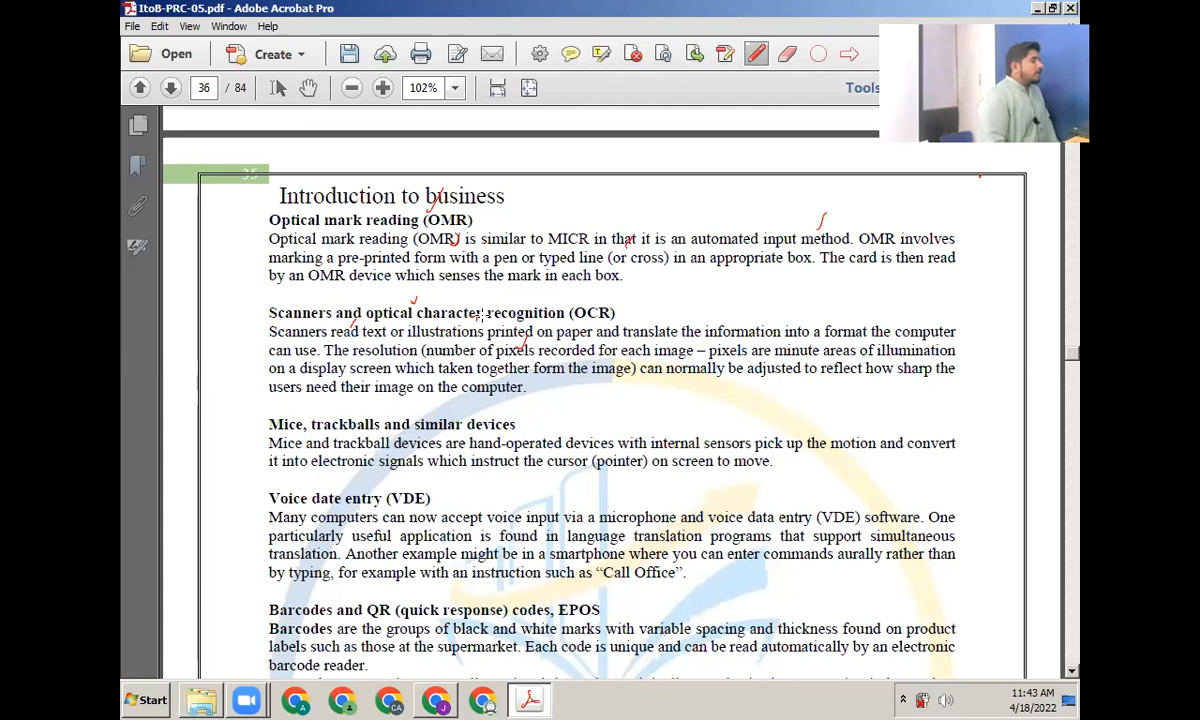 ItoB-PRC-05.pdf - Adobe Acrobat Pro
File Edit View Window Help
Open Create
36 / 84 102% Tools
35
Introduction to business
Optical mark reading (OMR)
Optical mark reading (OMR) is similar to MICR in that it is an automated input method. OMR involves
marking a pre-printed form with a pen or typed line (or cross) in an appropriate box. The card is then read
by an OMR device which senses the mark in each box.
Scanners and optical character recognition (OCR)
Scanners read text or illustrations printed on paper and translate the information into a format the computer
can use. The resolution (number of pixels recorded for each image – pixels are minute areas of illumination
on a display screen which taken together form the image) can normally be adjusted to reflect how sharp the
users need their image on the computer.
Mice, trackballs and similar devices
Mice and trackball devices are hand-operated devices with internal sensors pick up the motion and convert
it into electronic signals which instruct the cursor (pointer) on screen to move.
Voice date entry (VDE)
Many computers can now accept voice input via a microphone and voice data entry (VDE) software. One
particularly useful application is found in language translation programs that support simultaneous
translation. Another example might be in a smartphone where you can enter commands aurally rather than
by typing, for example with an instruction such as “Call Office”.
Barcodes and QR (quick response) codes, EPOS
Barcodes are the groups of black and white marks with variable spacing and thickness found on product
labels such as those at the supermarket. Each code is unique and can be read automatically by an electronic
barcode reader.
Start
11:43 AM
4/18/2022